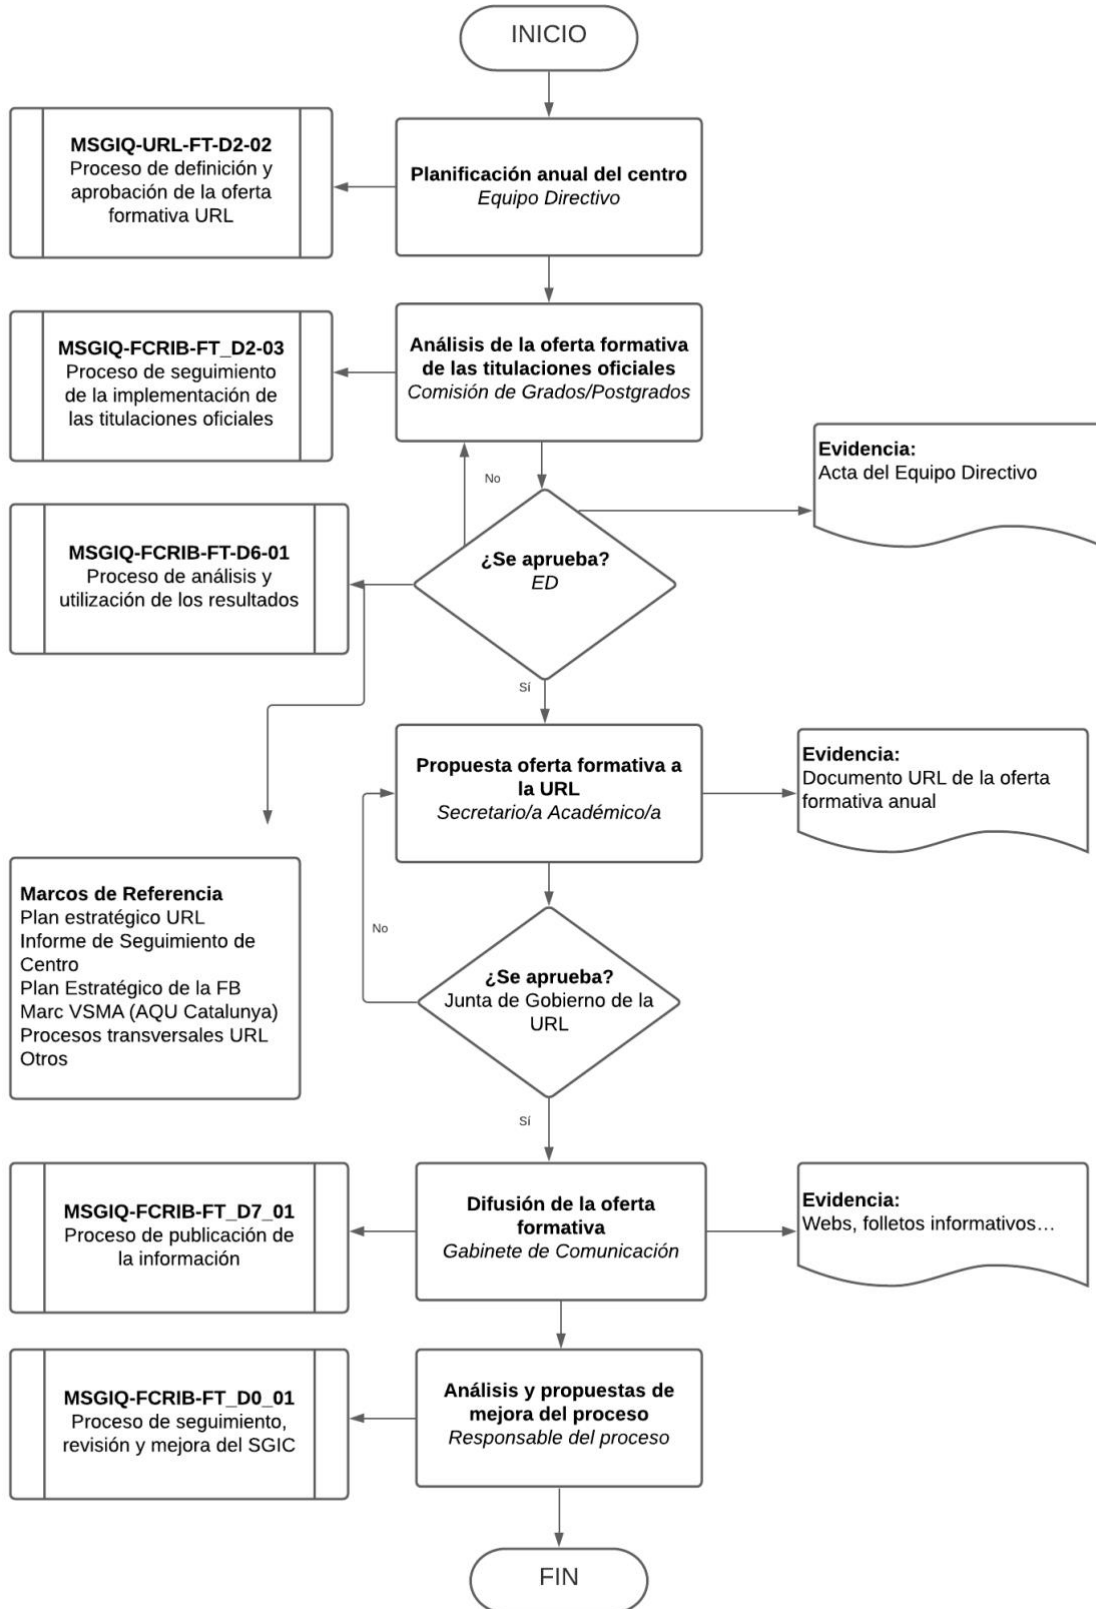 INICIO
MSGIQ-URL-FT-D2-02
Proceso de definición y
aprobación de la oferta
formativa URL
Planificación anual del centro
Equipo Directivo
MSGIQ-FCRIB-FT_D2-03
Proceso de seguimiento
de la implementación de
las titulaciones oficiales
Análisis de la oferta formativa
de las titulaciones oficiales
Comisión de Grados/Postgrados
No
Evidencia:
Acta del Equipo Directivo
MSGIQ-FCRIB-FT-D6-01
Proceso de análisis y
utilización de los resultados
¿Se aprueba?
ED
Sí
Propuesta oferta formativa a
la URL
Secretario/a Académico/a
Evidencia:
Documento URL de la oferta
formativa anual
Marcos de Referencia
Plan estratégico URL
Informe de Seguimiento de
Centro
Plan Estratégico de la FB
Marc VSMA (AQU Catalunya)
Procesos transversales URL
Otros
No
¿Se aprueba?
Junta de Gobierno de la
URL
Sí
MSGIQ-FCRIB-FT_D7_01
Proceso de publicación de
la información
Difusión de la oferta
formativa
Gabinete de Comunicación
Evidencia:
Webs, folletos informativos…
MSGIQ-FCRIB-FT_D0_01
Proceso de seguimiento,
revisión y mejora del SGIC
Análisis y propuestas de
mejora del proceso
Responsable del proceso
FIN